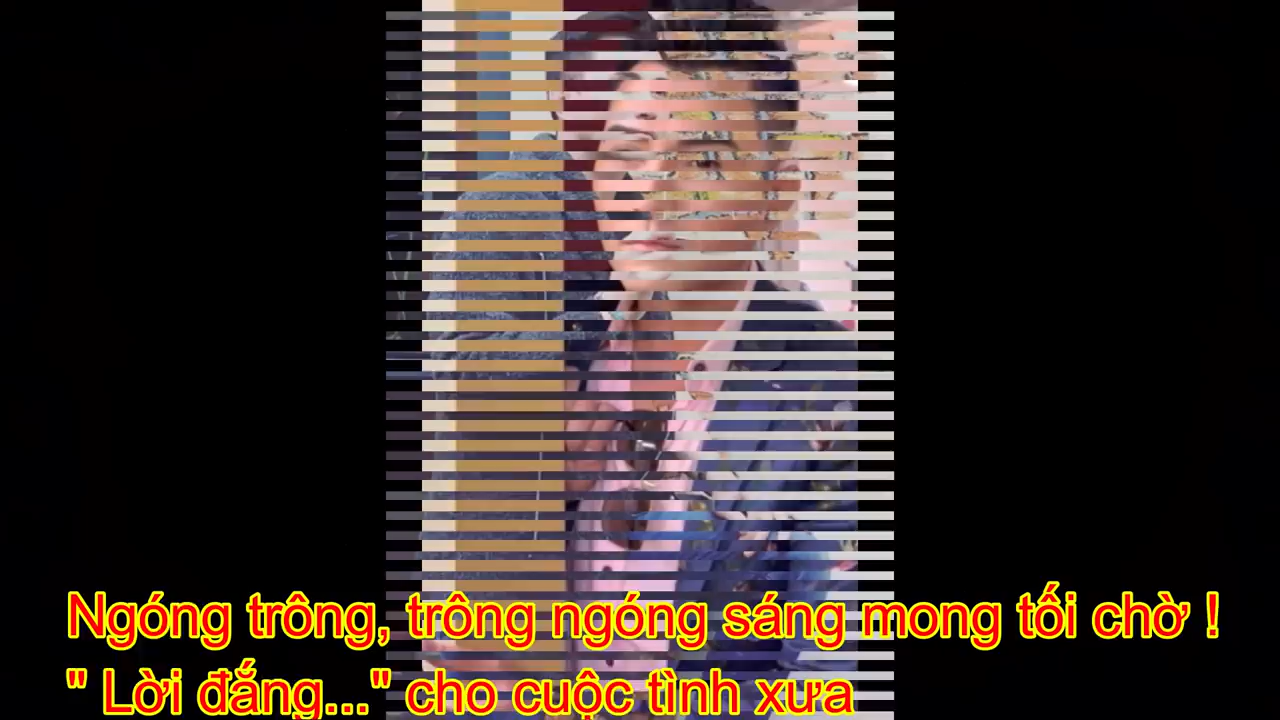 Ngóng trông, trông ngóng sáng mong tối chờ !
" Lời đắng..." cho cuộc tình xưa